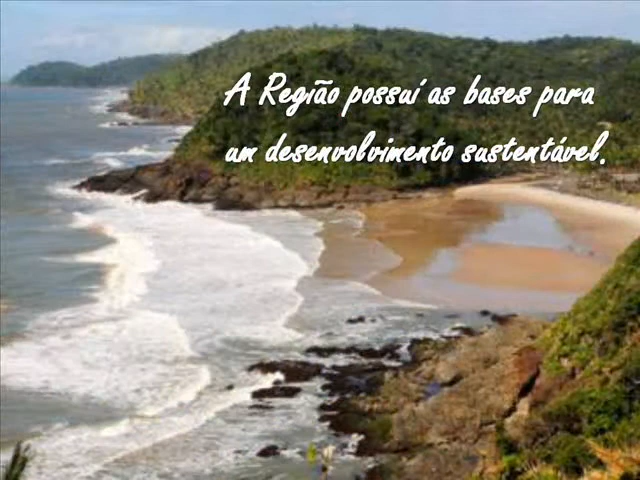 A Região possuí as bases para
um desenvolvimento sustentável.